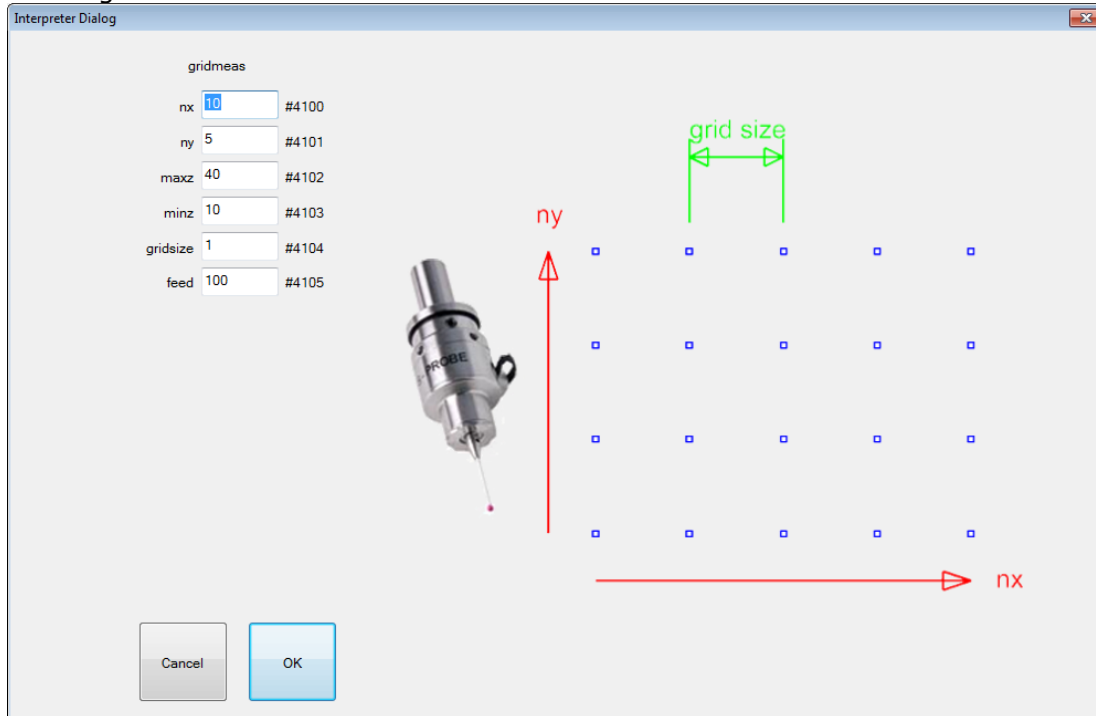 Interpreter Dialog
gridmeas
nx 10 #4100
ny 5 #4101
maxz 40 #4102
minz 10 #4103
gridsize 1 #4104
feed 100 #4105
Cancel OK
grid size
ny
PROBE
nx